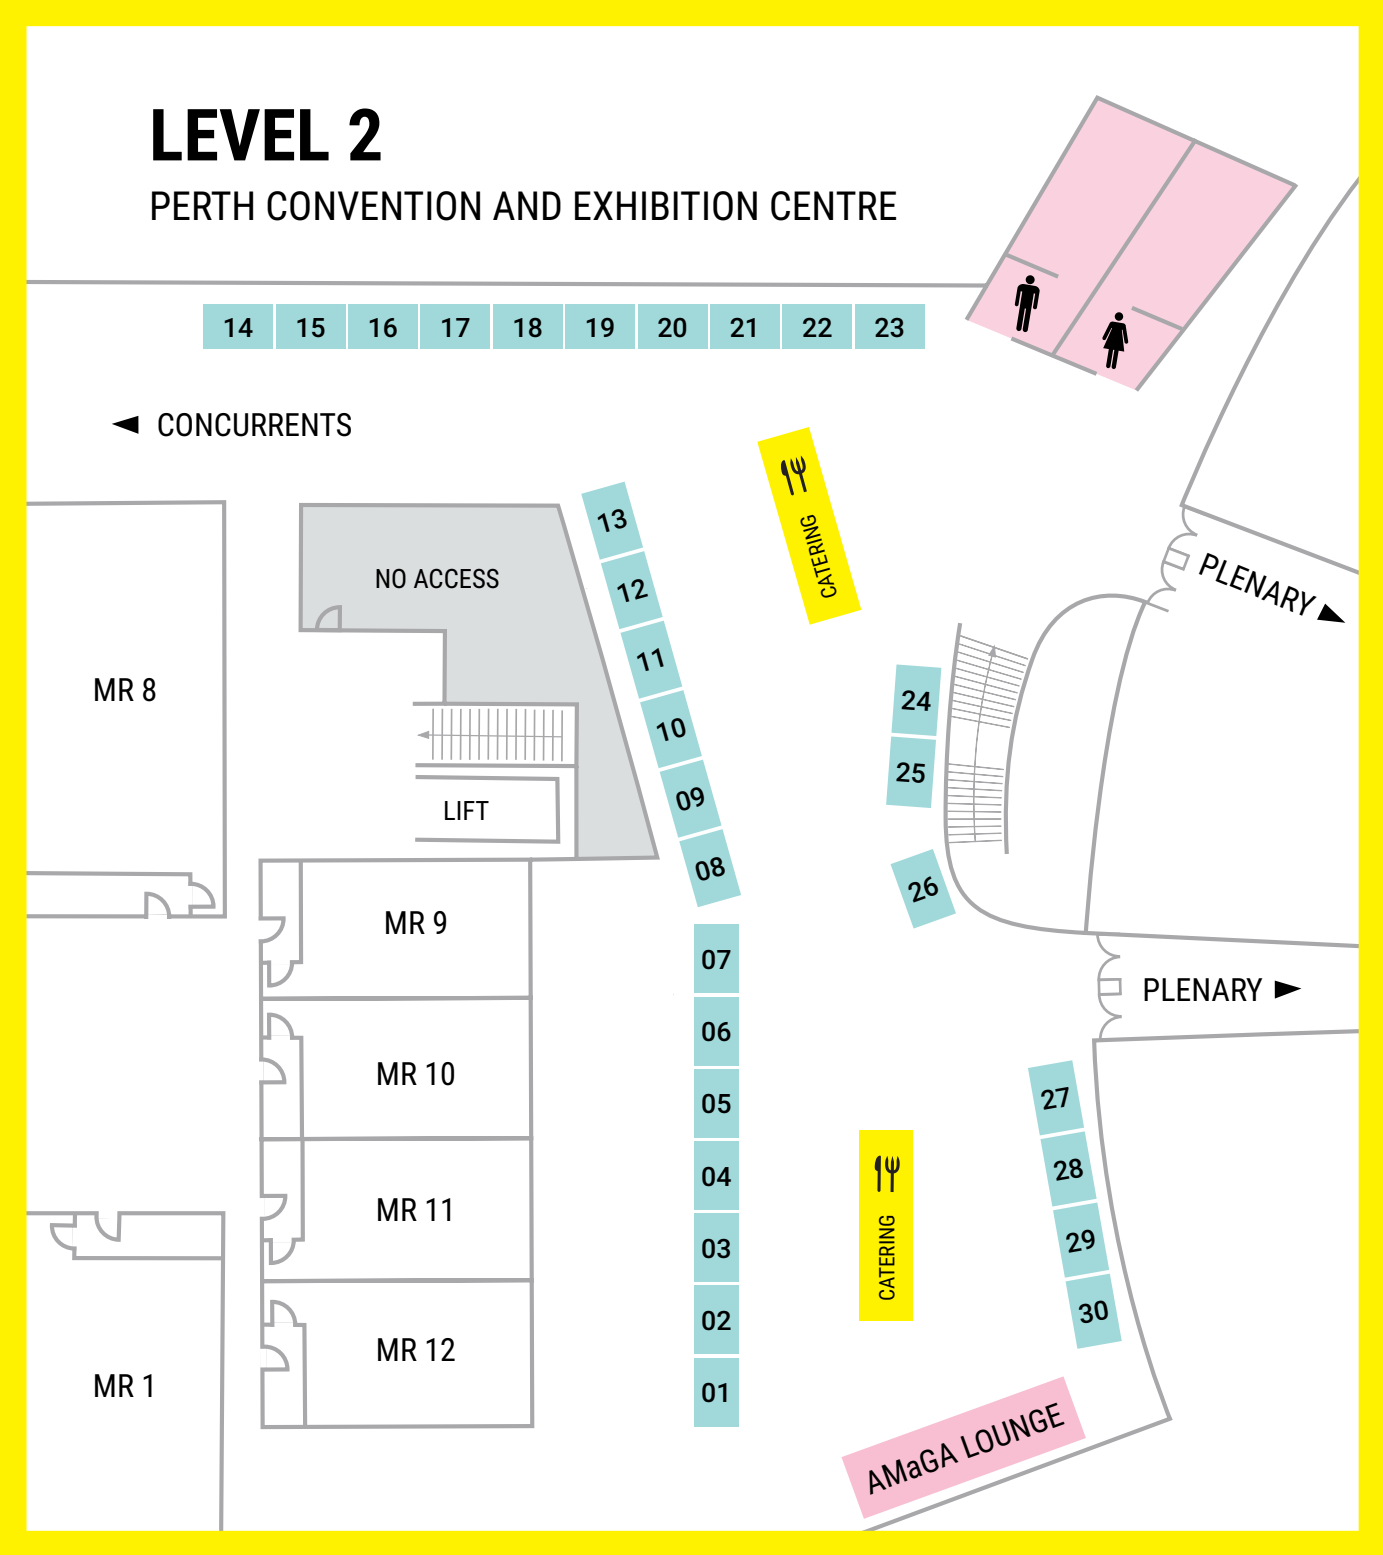 LEVEL 2
PERTH CONVENTION AND EXHIBITION CENTRE
14 15 16 17 18 19 20 21 22 23
CONCURRENTS
CATERING
13
12
11
10
09
08
NO ACCESS
PLENARY
MR 8
24
25
26
LIFT
MR 9
07
06
05
04
03
02
01
PLENARY
MR 10
MR 11
MR 12
MR 1
CATERING
27
28
29
30
AMaGA LOUNGE